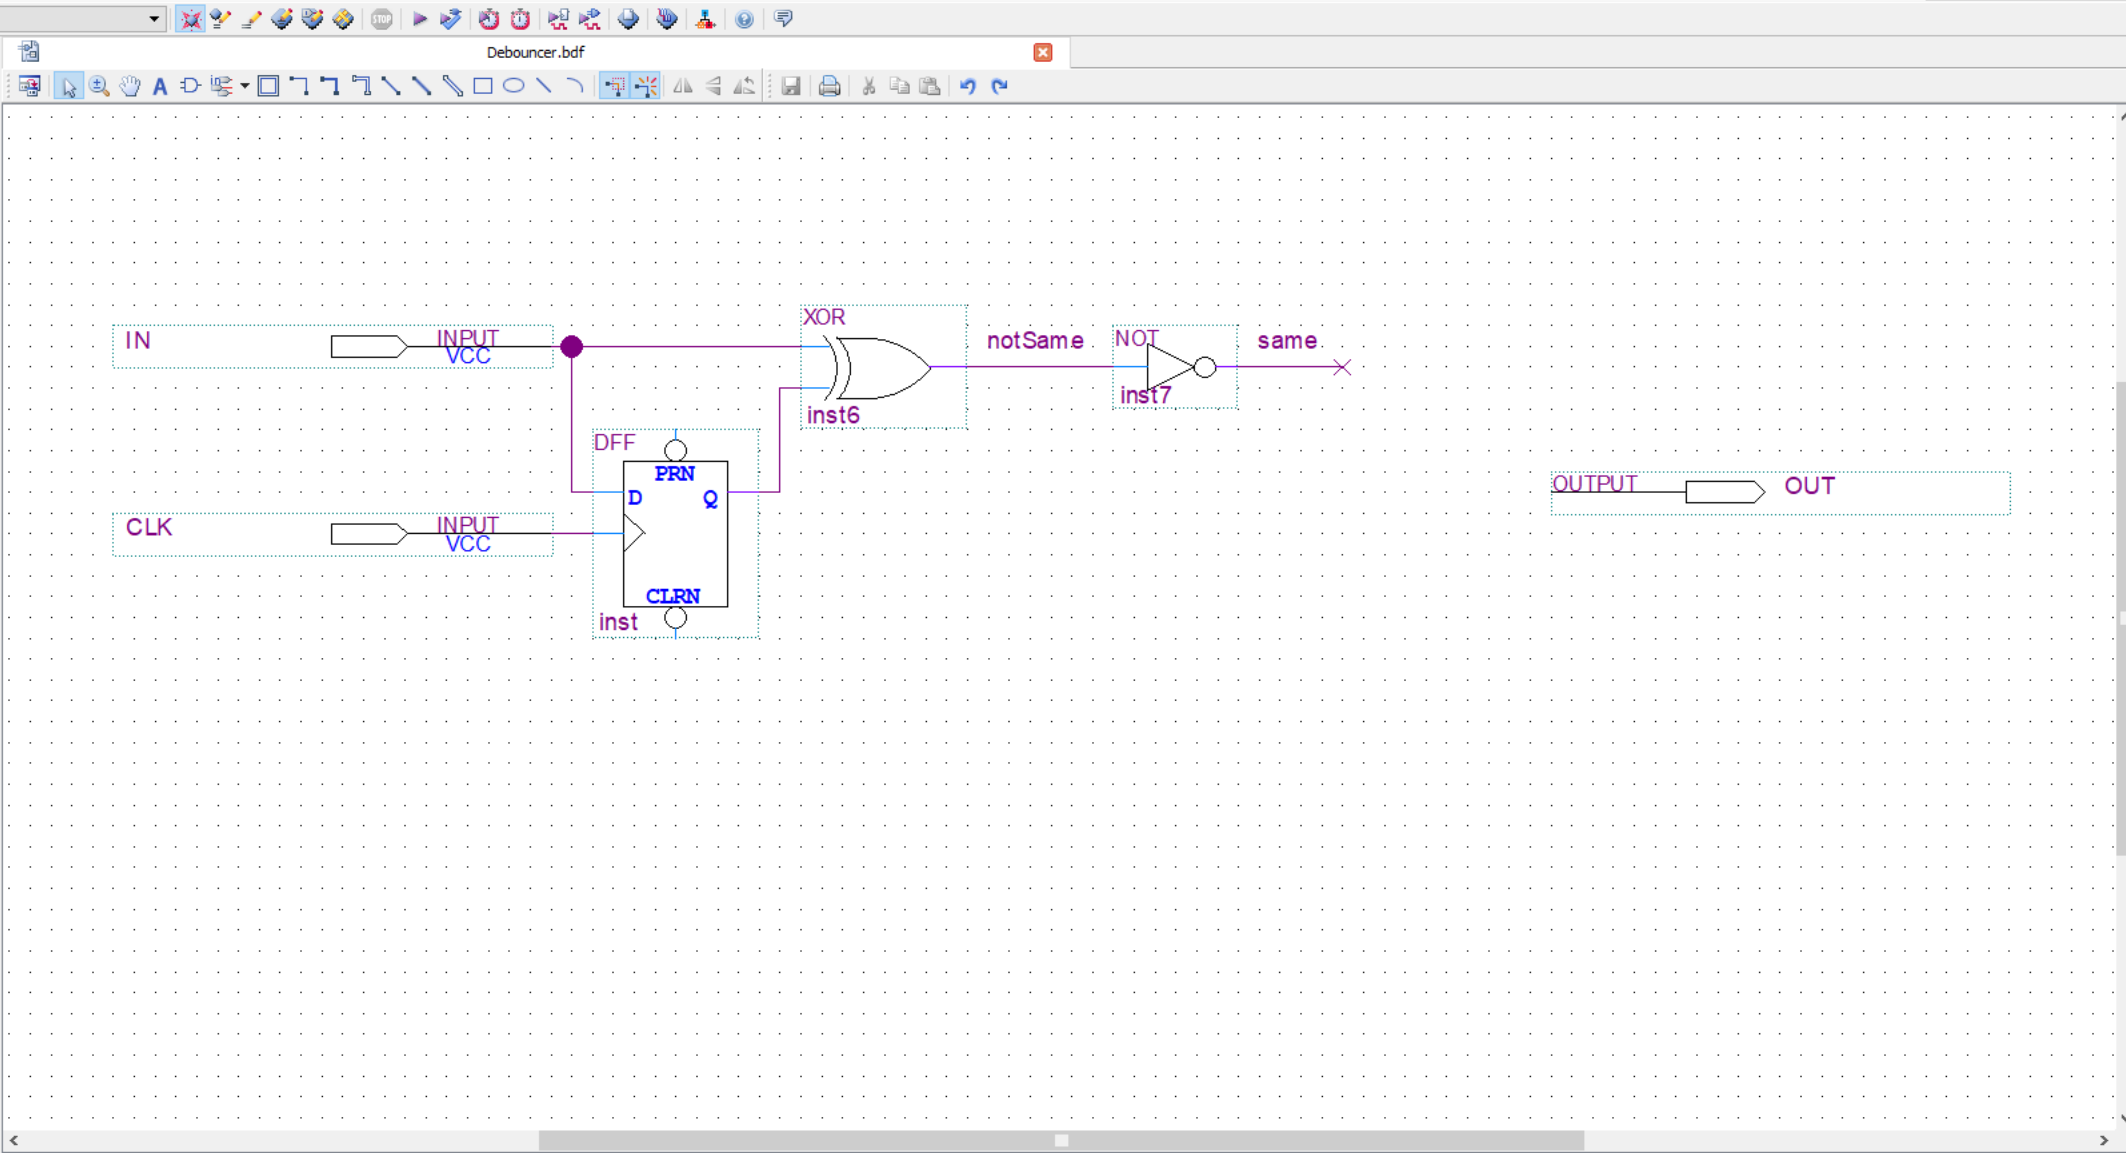 STOP
Debouncer.bdf
A
XOR
IN
INPUT
VCC
notSame
NOT
same
inst7
inst6
DFF
PRN
D
Q
OUTPUT
OUT
CLK
INPUT
VCC
CLRN
inst